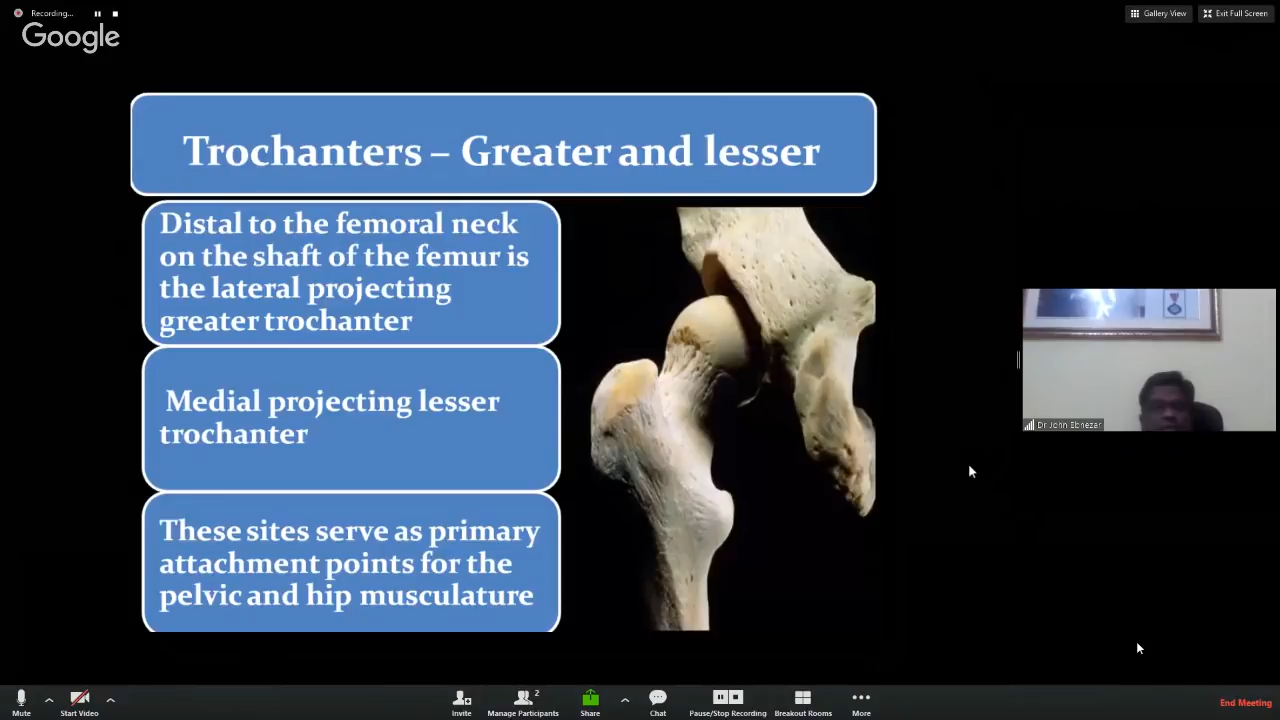 Recording...
Gallery View
Exit Full Screen
Google
Trochanters – Greater and lesser
Distal to the femoral neck
on the shaft of the femur is
the lateral projecting
greater trochanter
Medial projecting lesser
trochanter
These sites serve as primary
attachment points for the
pelvic and hip musculature
Dr John Ebnezar
Mute
Start Video
Invite
2
Manage Participants
Share
Chat
Pause/Stop Recording
Breakout Rooms
More
End Meeting